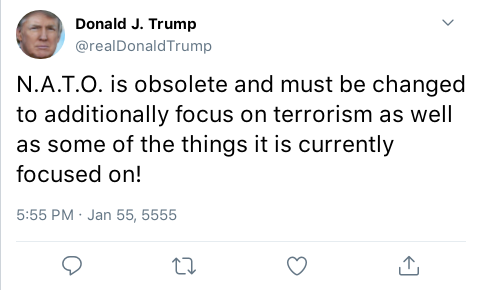 Donald J. Trump
@realDonaldTrump
N.A.T.O. is obsolete and must be changed
to additionally focus on terrorism as well
as some of the things it is currently
focused on!
5:55 PM · Jan 55, 5555